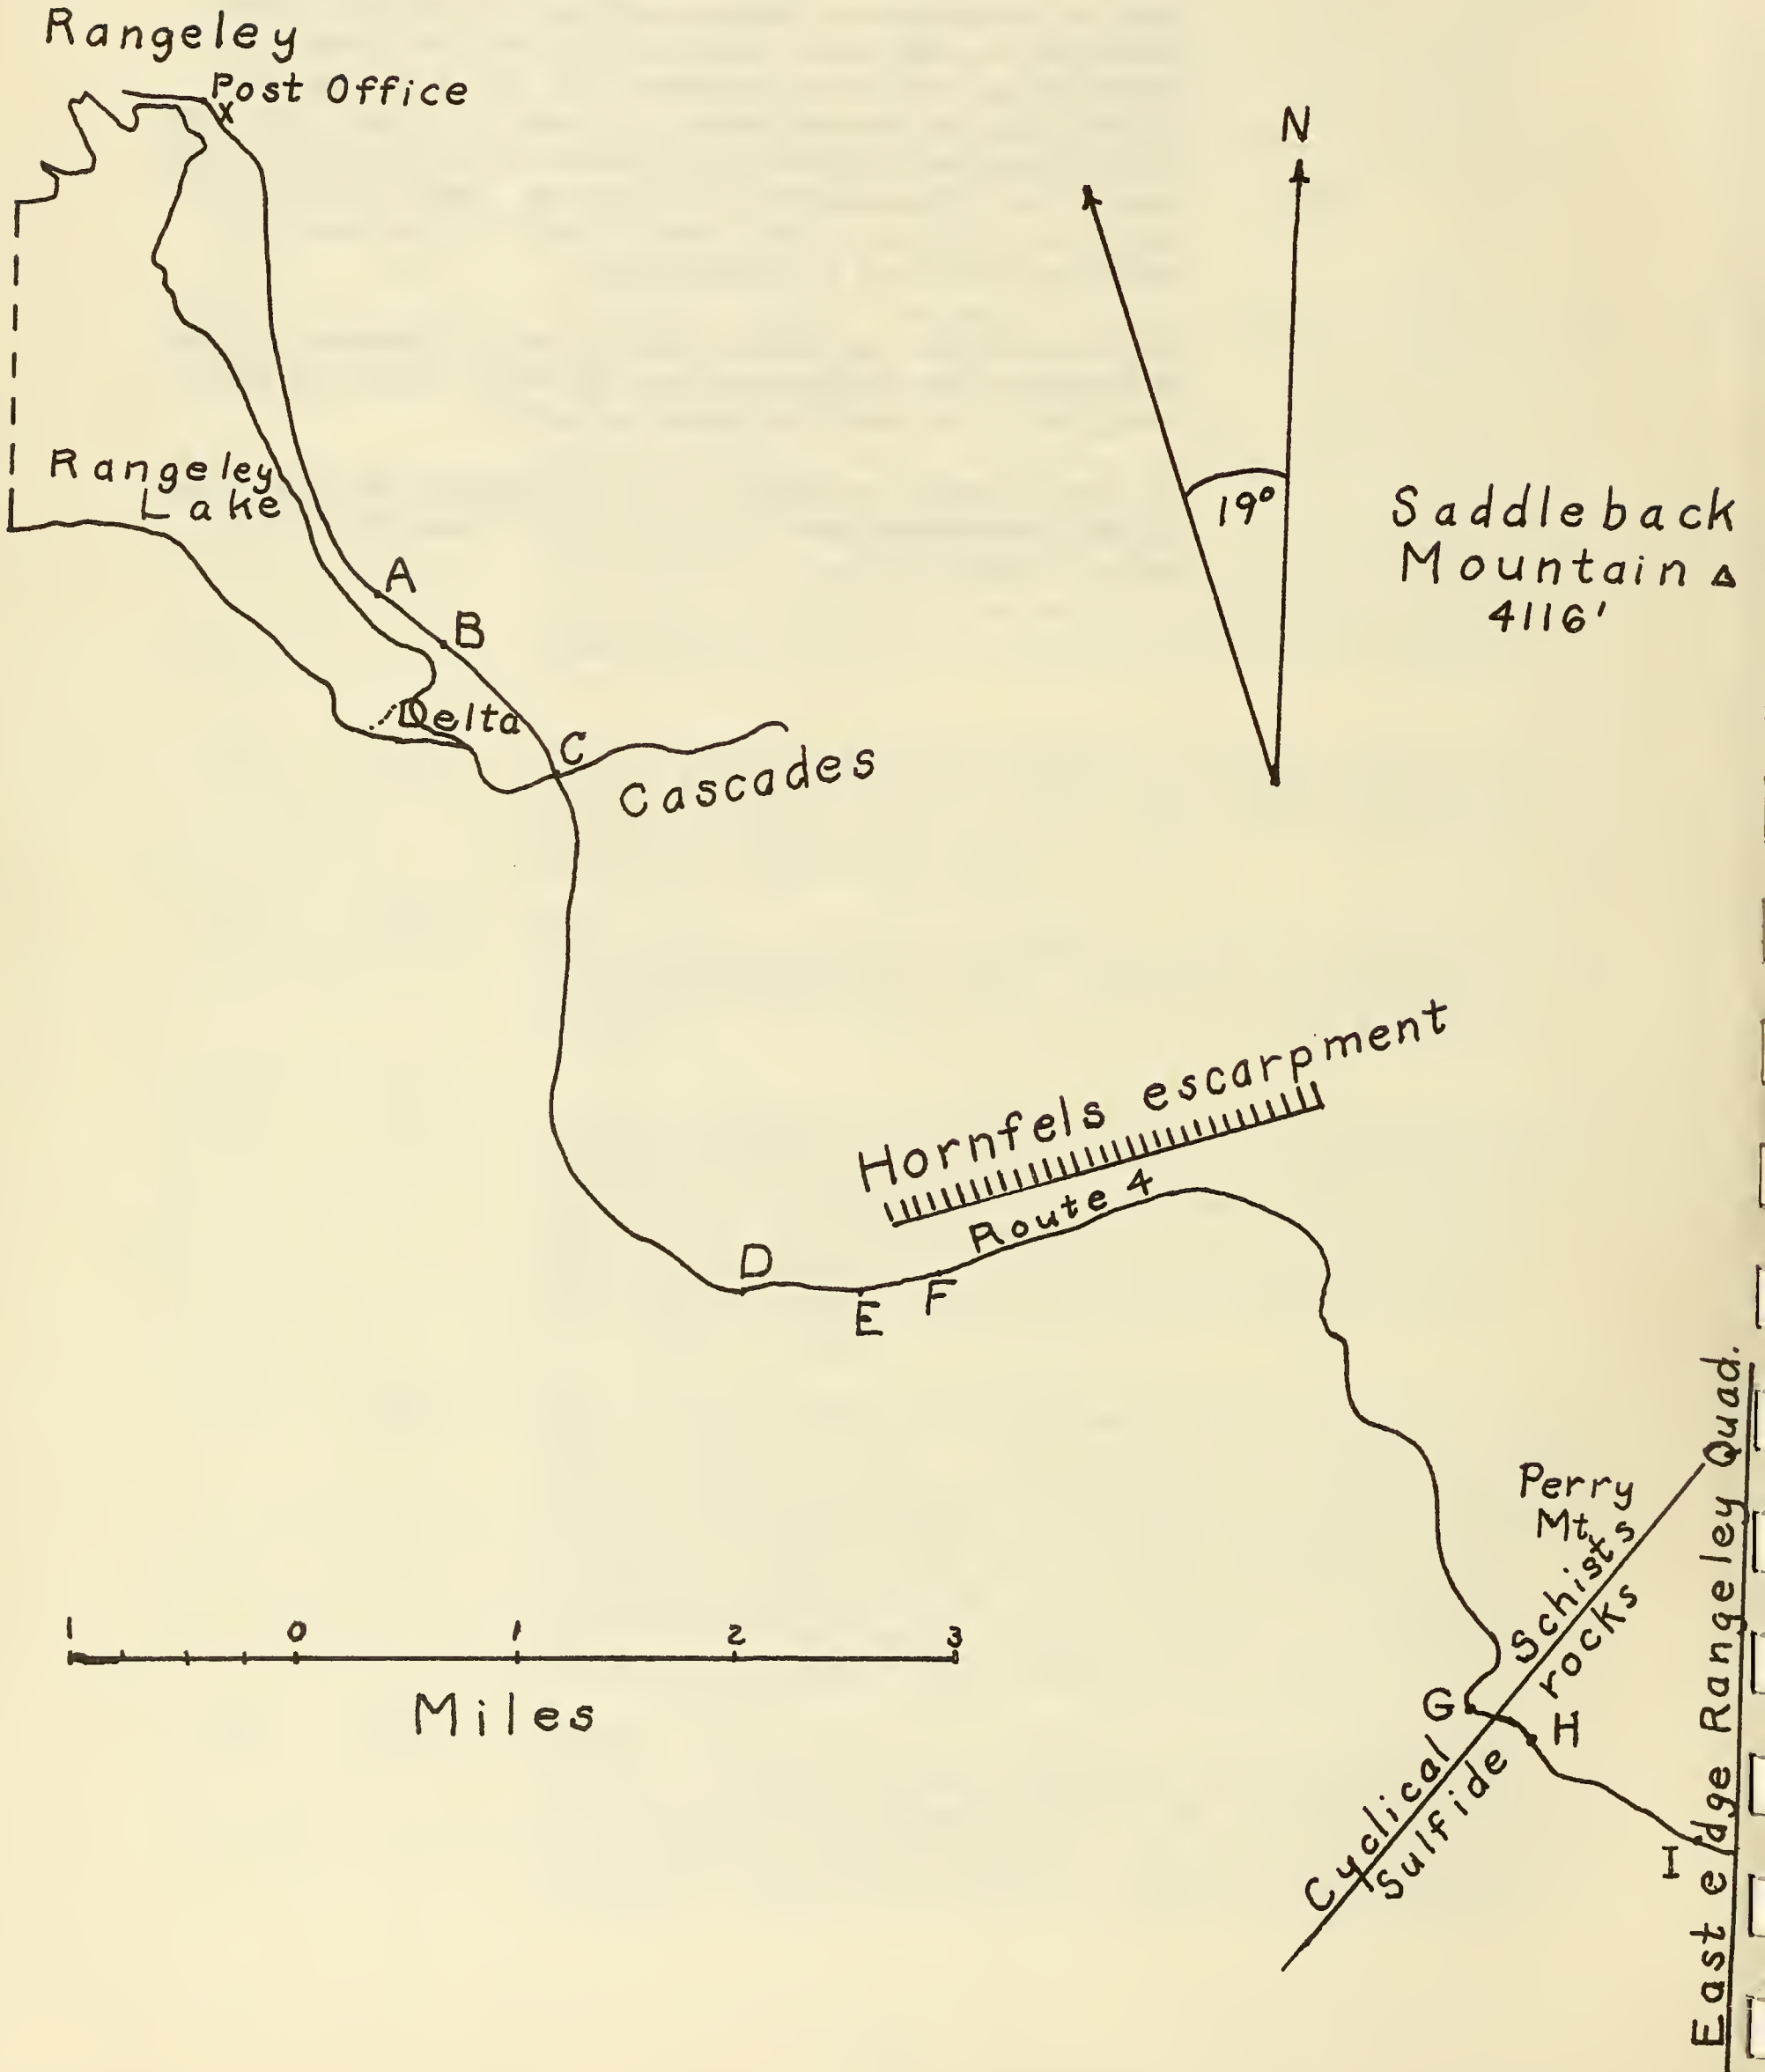 Rangeley
Post Office
x
N
19°
Rangeley
Lake
Saddleback
Mountain
4116'
A
B
Delta
C
Cascades
Hornfels escarpment
Route 4
D
E
F
Perry
Mt.
Cyclical Schists
Sulfide rocks
G
H
I
East edge Rangeley Quad.
1 0 1 2 3
Miles